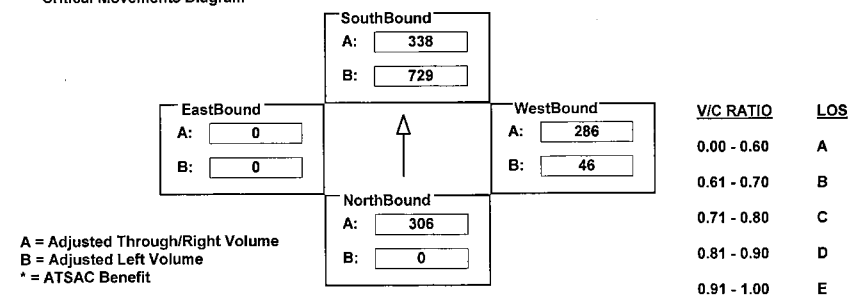 Critical Movements Diagram
SouthBound
A: 338
B: 729
EastBound
A: 0
B: 0
WestBound
A: 286
B: 46
NorthBound
A: 306
B: 0
A = Adjusted Through/Right Volume
B = Adjusted Left Volume
* = ATSAC Benefit
V/C RATIO LOS
0.00 - 0.60 A
0.61 - 0.70 B
0.71 - 0.80 C
0.81 - 0.90 D
0.91 - 1.00 E